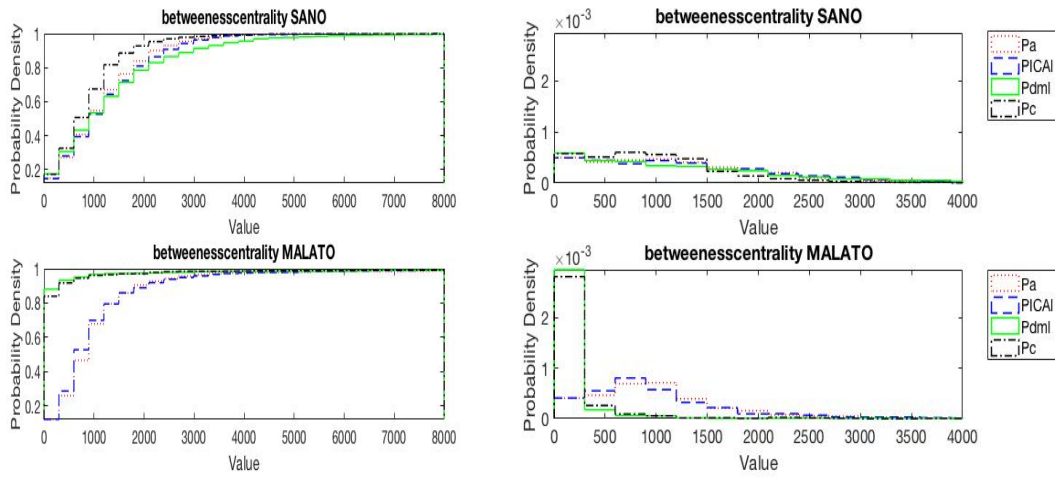 betweenesscentrality SANO
Probability Density
1
0.8
0.6
0.4
0.2
0 1000 2000 3000 4000 5000 6000 7000 8000
Value
betweenesscentrality SANO
×10⁻³
Probability Density
2
1
0
0 500 1000 1500 2000 2500 3000 3500 4000
Value
Pa
PICAl
Pdml
Pc
betweenesscentrality MALATO
Probability Density
1
0.8
0.6
0.4
0.2
0 1000 2000 3000 4000 5000 6000 7000 8000
Value
betweenesscentrality MALATO
×10⁻³
Probability Density
2
1
0
0 500 1000 1500 2000 2500 3000 3500 4000
Value
Pa
PICAl
Pdml
Pc